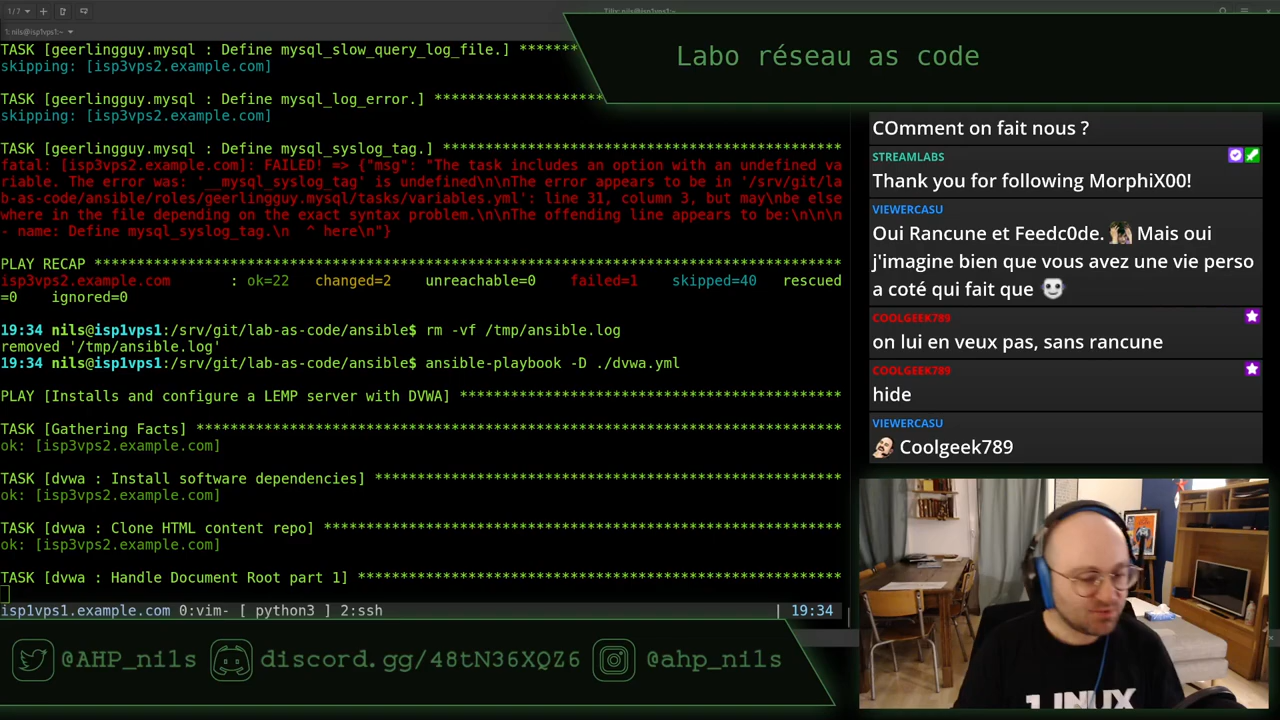 1/7
Tilix: nils@isp1vps1:~
1: nils@isp1vps1:~
TASK [geerlingguy.mysql : Define mysql_slow_query_log_file.] *******
skipping: [isp3vps2.example.com]
TASK [geerlingguy.mysql : Define mysql_log_error.] ********************
skipping: [isp3vps2.example.com]
TASK [geerlingguy.mysql : Define mysql_syslog_tag.] ************************************************
fatal: [isp3vps2.example.com]: FAILED! => {"msg": "The task includes an option with an undefined va
riable. The error was: '__mysql_syslog_tag' is undefined\n\nThe error appears to be in '/srv/git/la
b-as-code/ansible/roles/geerlingguy.mysql/tasks/variables.yml': line 31, column 3, but may\nbe else
where in the file depending on the exact syntax problem.\n\nThe offending line appears to be:\n\n\n
- name: Define mysql_syslog_tag.\n  ^ here\n"}
PLAY RECAP *****************************************************************************************
isp3vps2.example.com : ok=22 changed=2 unreachable=0 failed=1 skipped=40 rescued
=0 ignored=0
19:34 nils@isp1vps1:/srv/git/lab-as-code/ansible$ rm -vf /tmp/ansible.log
removed '/tmp/ansible.log'
19:34 nils@isp1vps1:/srv/git/lab-as-code/ansible$ ansible-playbook -D ./dvwa.yml
PLAY [Installs and configure a LEMP server with DVWA] *********************************************
TASK [Gathering Facts] *****************************************************************************
ok: [isp3vps2.example.com]
TASK [dvwa : Install software dependencies] *******************************************************
ok: [isp3vps2.example.com]
TASK [dvwa : Clone HTML content repo] *************************************************************
ok: [isp3vps2.example.com]
TASK [dvwa : Handle Document Root part 1] *********************************************************
isp1vps1.example.com 0:vim- [ python3 ] 2:ssh | 19:34
Labo réseau as code
COmment on fait nous ?
STREAMLABS
Thank you for following MorphiX00!
VIEWERCASU
Oui Rancune et Feedc0de. Mais oui
j'imagine bien que vous avez une vie perso
a coté qui fait que
COOLGEEK789
on lui en veux pas, sans rancune
COOLGEEK789
hide
VIEWERCASU
Coolgeek789
@AHP_nils discord.gg/48tN36XQZ6 @ahp_nils